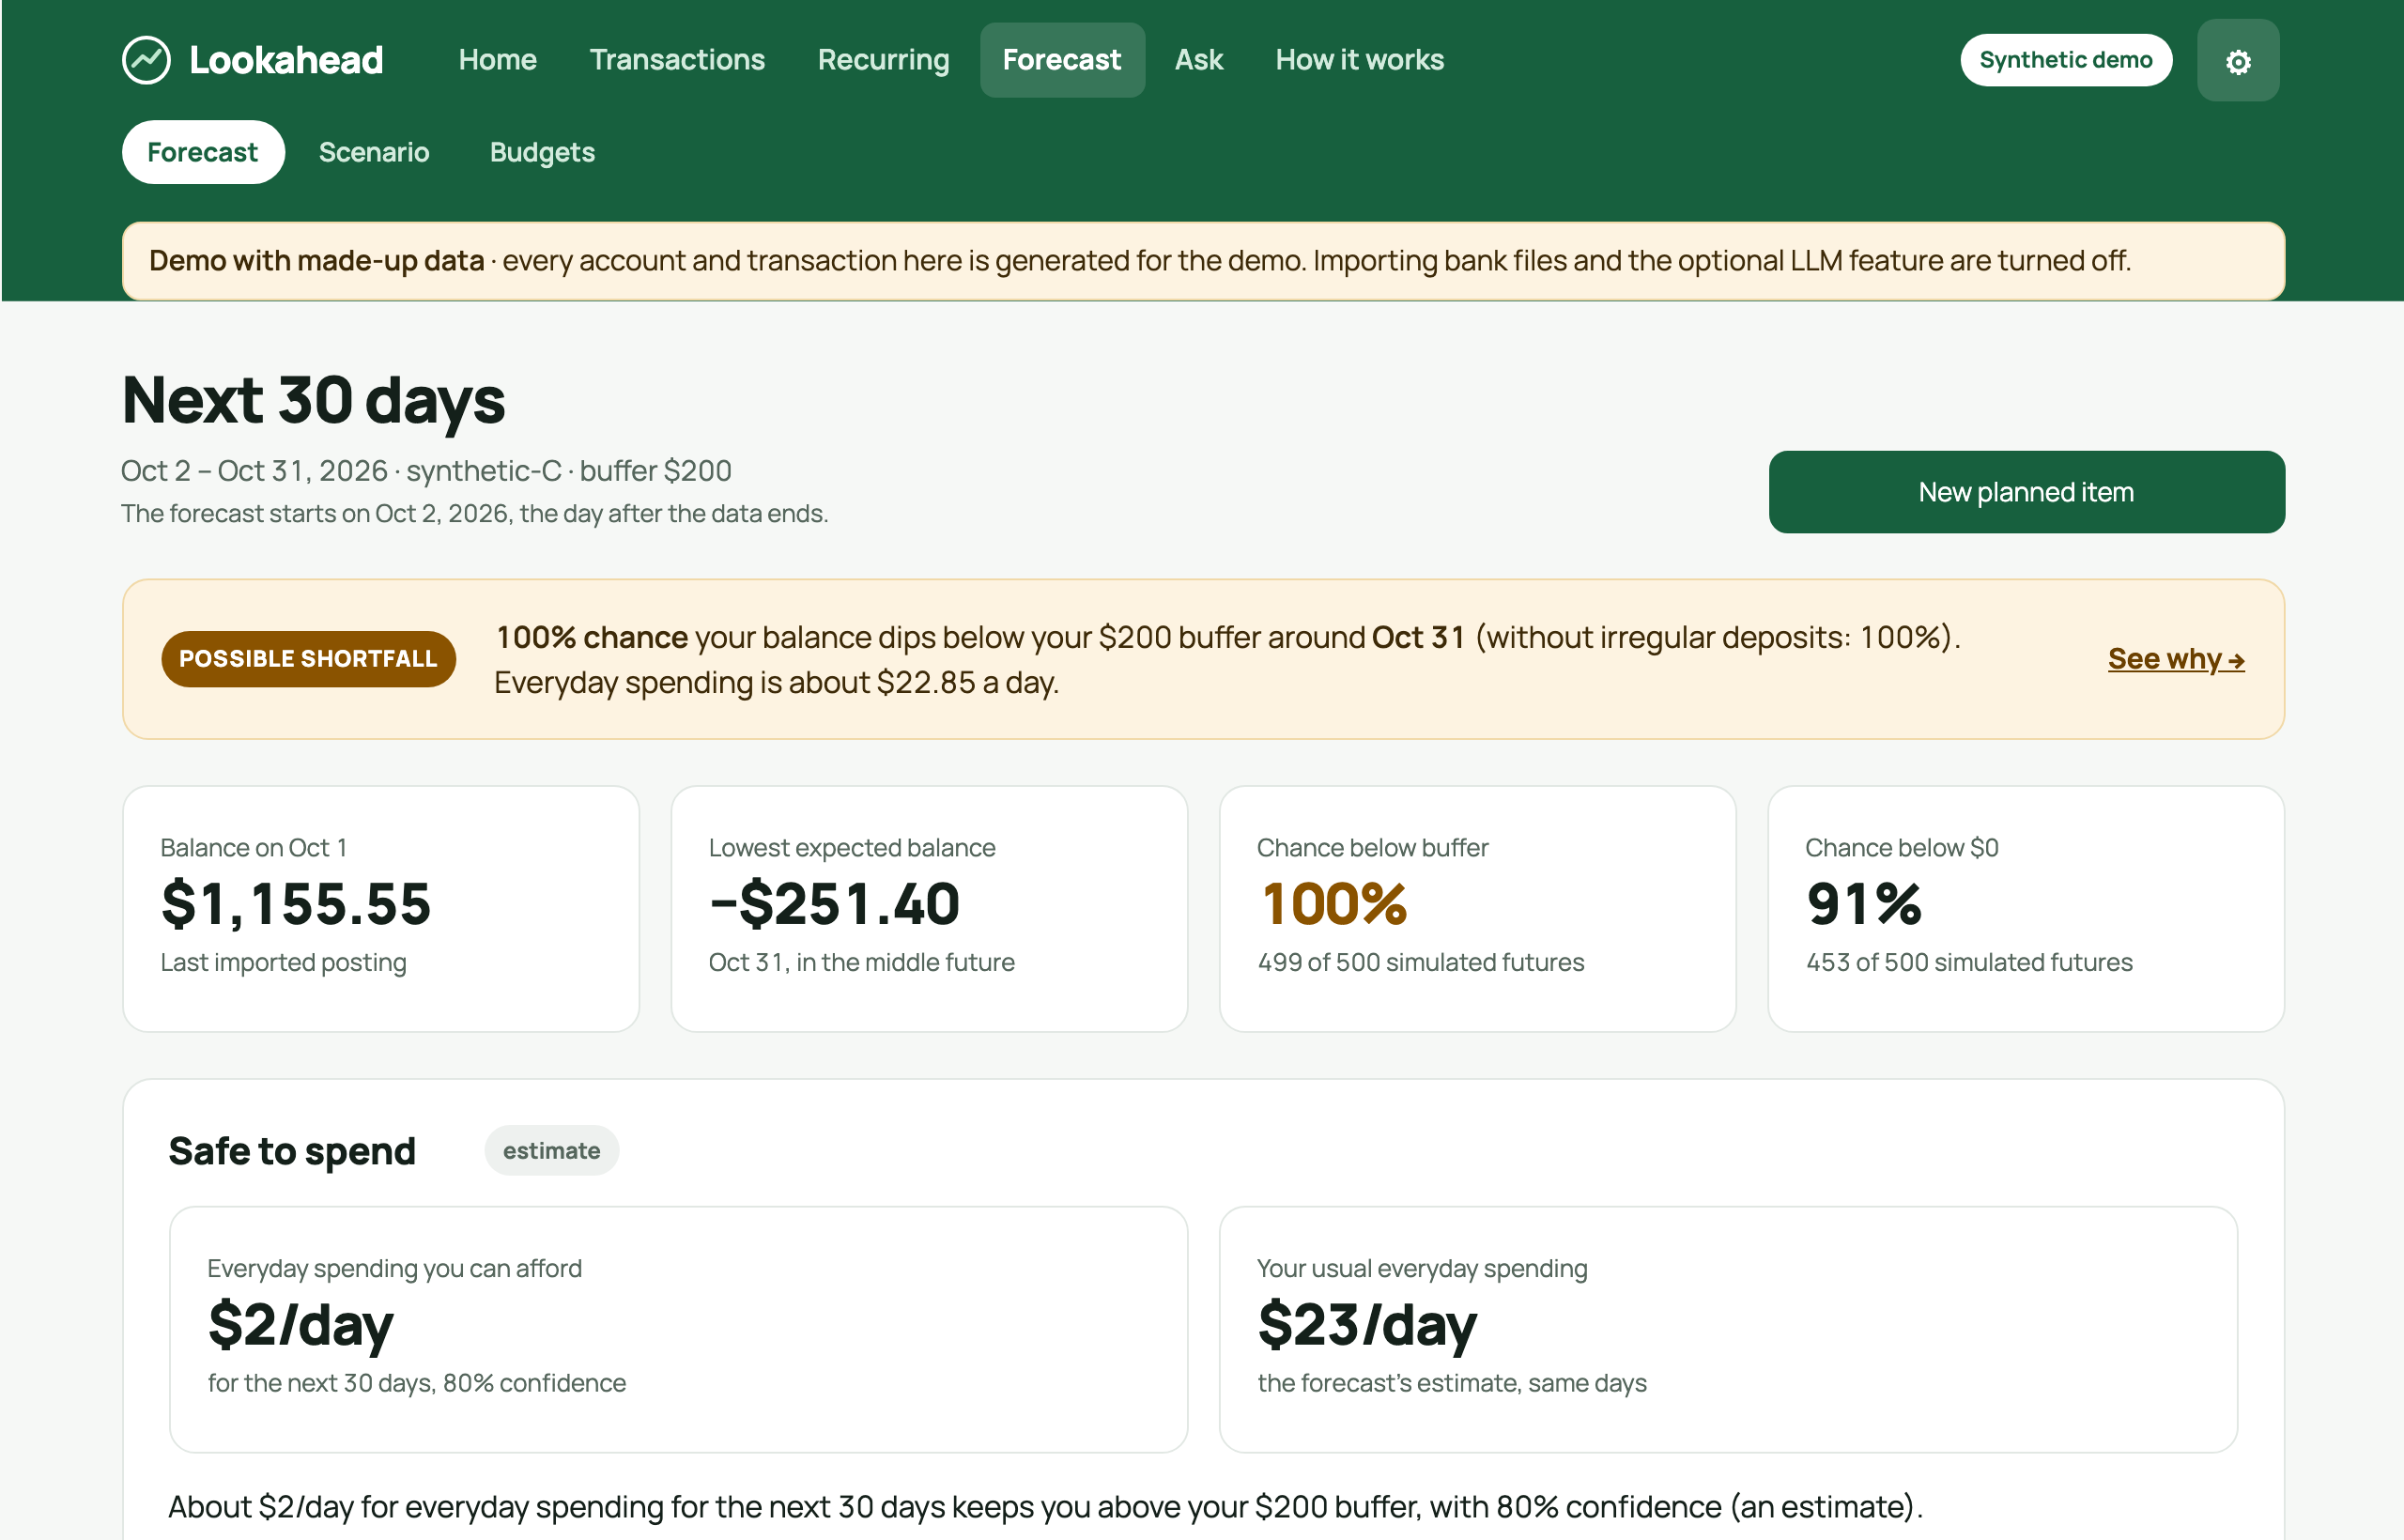 Lookahead Home Transactions Recurring Forecast Ask How it works Synthetic demo
Forecast Scenario Budgets
Demo with made-up data · every account and transaction here is generated for the demo. Importing bank files and the optional LLM feature are turned off.
Next 30 days
Oct 2 – Oct 31, 2026 · synthetic-C · buffer $200
The forecast starts on Oct 2, 2026, the day after the data ends.
New planned item
POSSIBLE SHORTFALL
100% chance your balance dips below your $200 buffer around Oct 31 (without irregular deposits: 100%).
Everyday spending is about $22.85 a day.
See why →
Balance on Oct 1
$1,155.55
Last imported posting
Lowest expected balance
−$251.40
Oct 31, in the middle future
Chance below buffer
100%
499 of 500 simulated futures
Chance below $0
91%
453 of 500 simulated futures
Safe to spend estimate
Everyday spending you can afford
$2/day
for the next 30 days, 80% confidence
Your usual everyday spending
$23/day
the forecast’s estimate, same days
About $2/day for everyday spending for the next 30 days keeps you above your $200 buffer, with 80% confidence (an estimate).